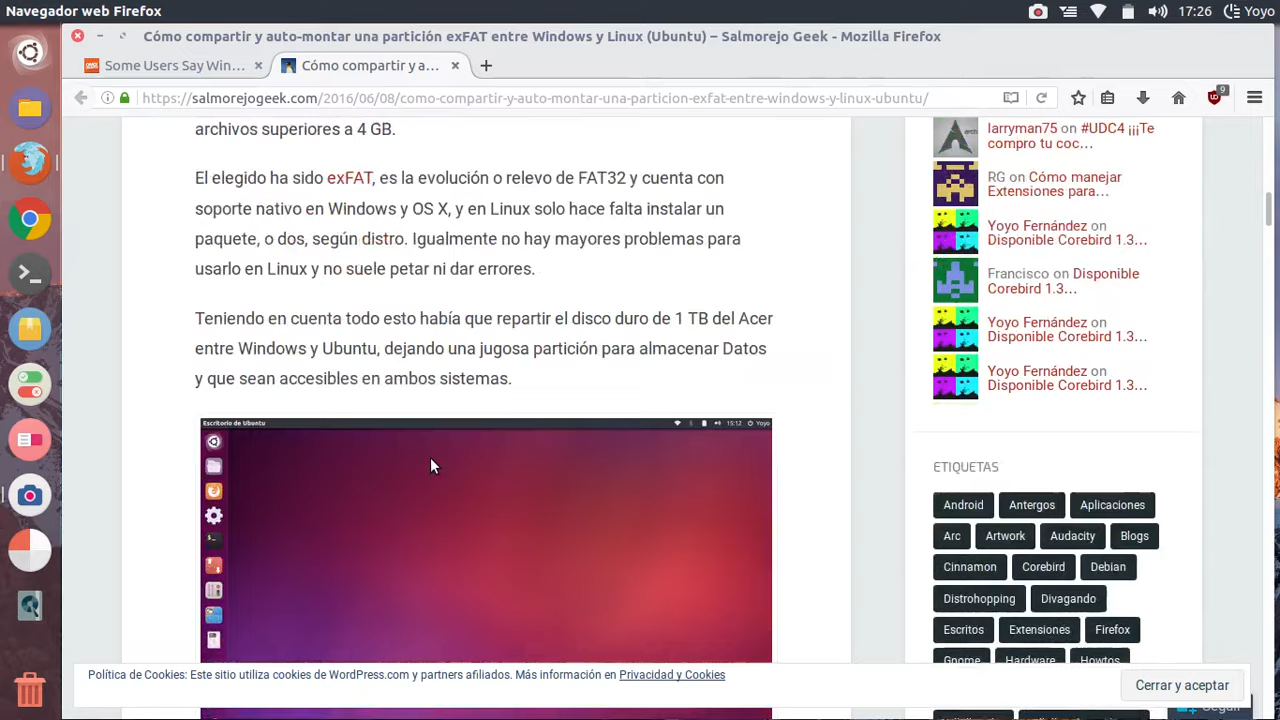 Navegador web Firefox
17:26
Yoyo
Cómo compartir y auto-montar una partición exFAT entre Windows y Linux (Ubuntu) – Salmorejo Geek - Mozilla Firefox
Some Users Say Win...
Cómo compartir y a...
https://salmorejogeek.com/2016/06/08/como-compartir-y-auto-montar-una-particion-exfat-entre-windows-y-linux-ubuntu/
9
archivos superiores a 4 GB.
El elegido ha sido exFAT, es la evolución o relevo de FAT32 y cuenta con
soporte nativo en Windows y OS X, y en Linux solo hace falta instalar un
paquete, o dos, según distro. Igualmente no hay mayores problemas para
usarlo en Linux y no suele petar ni dar errores.
Teniendo en cuenta todo esto había que repartir el disco duro de 1 TB del Acer
entre Windows y Ubuntu, dejando una jugosa partición para almacenar Datos
y que sean accesibles en ambos sistemas.
Escritorio de Ubuntu
15:12
Yoyo
larryman75 on #UDC4 ¡¡¡Te
compro tu coc...
RG on Cómo manejar
Extensiones para...
Yoyo Fernández on
Disponible Corebird 1.3...
Francisco on Disponible
Corebird 1.3...
Yoyo Fernández on
Disponible Corebird 1.3...
Yoyo Fernández on
Disponible Corebird 1.3...
ETIQUETAS
Android Antergos Aplicaciones
Arc Artwork Audacity Blogs
Cinnamon Corebird Debian
Distrohopping Divagando
Escritos Extensiones Firefox
Gnome Hardware Howtos
Política de Cookies: Este sitio utiliza cookies de WordPress.com y partners afiliados. Más información en Privacidad y Cookies
Cerrar y aceptar
Seguir